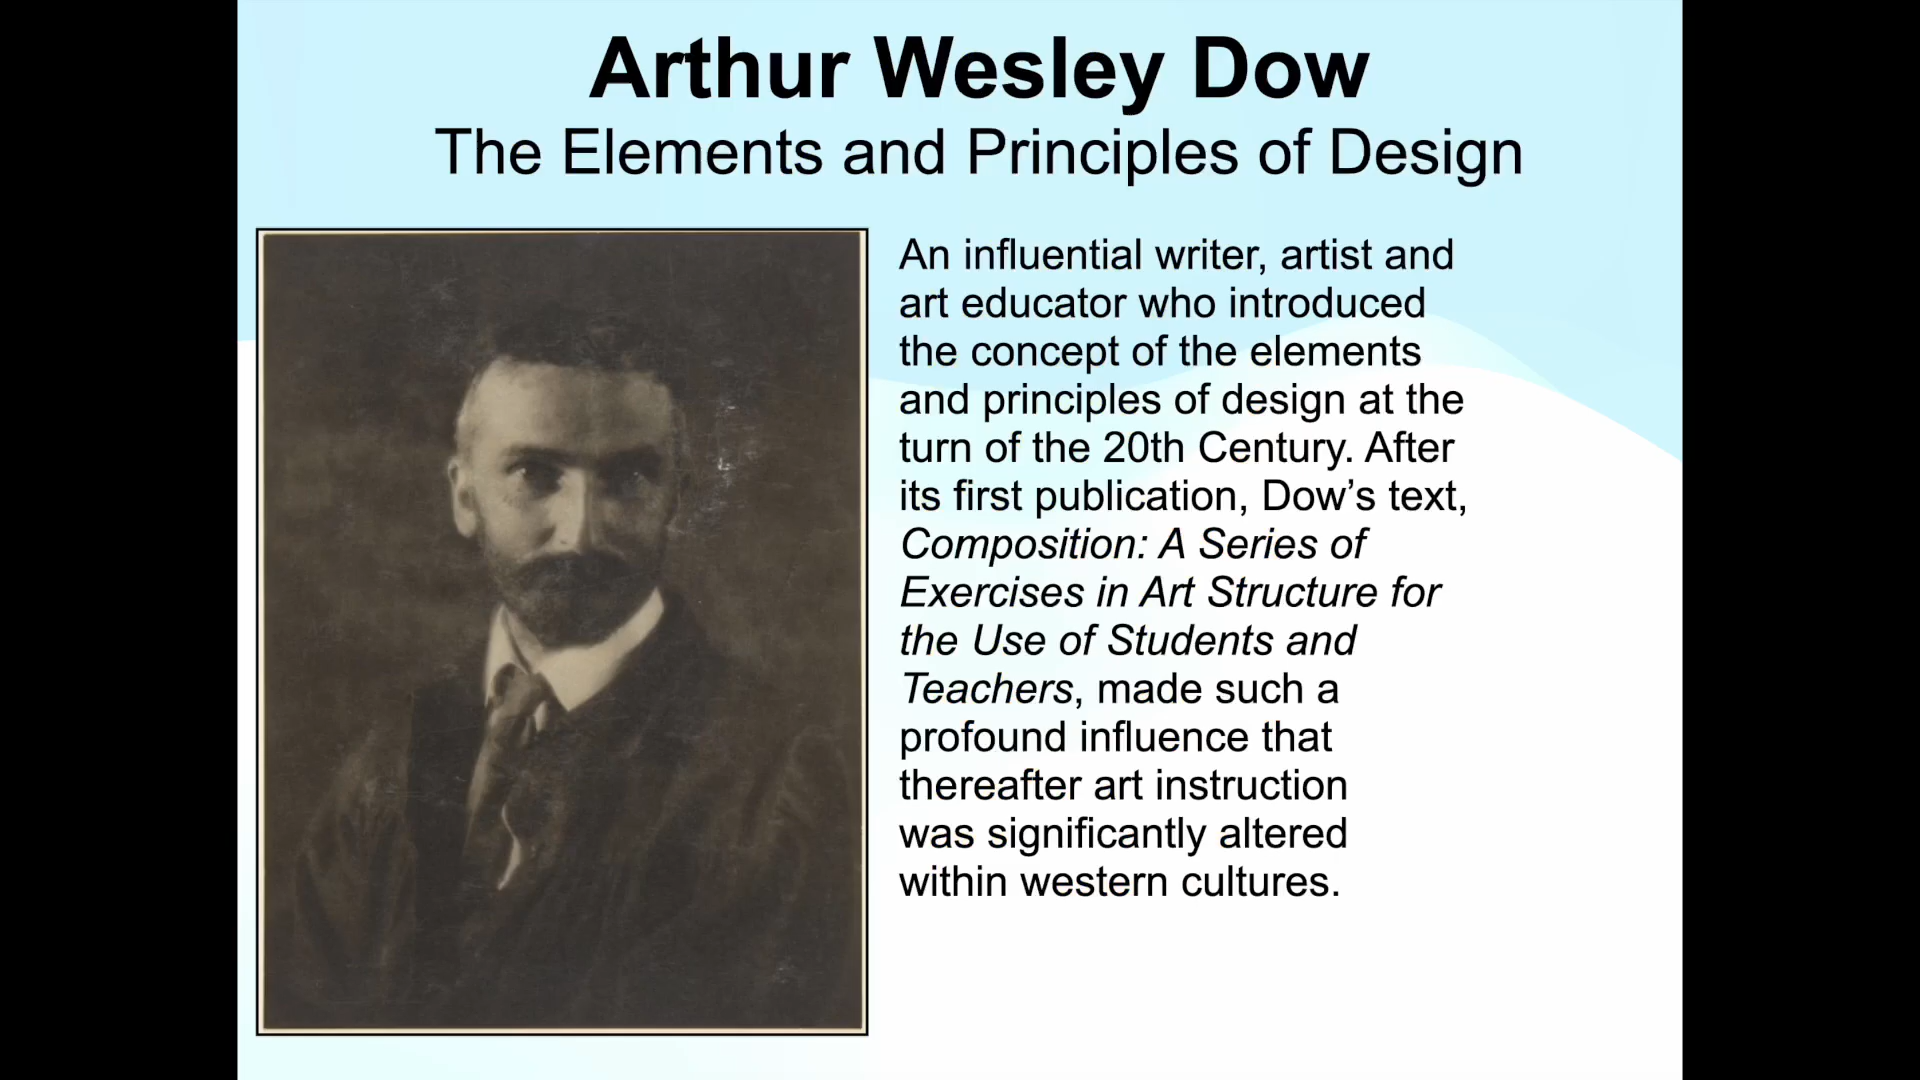 Arthur Wesley Dow
The Elements and Principles of Design
An influential writer, artist and
art educator who introduced
the concept of the elements
and principles of design at the
turn of the 20th Century. After
its first publication, Dow’s text,
Composition: A Series of
Exercises in Art Structure for
the Use of Students and
Teachers, made such a
profound influence that
thereafter art instruction
was significantly altered
within western cultures.